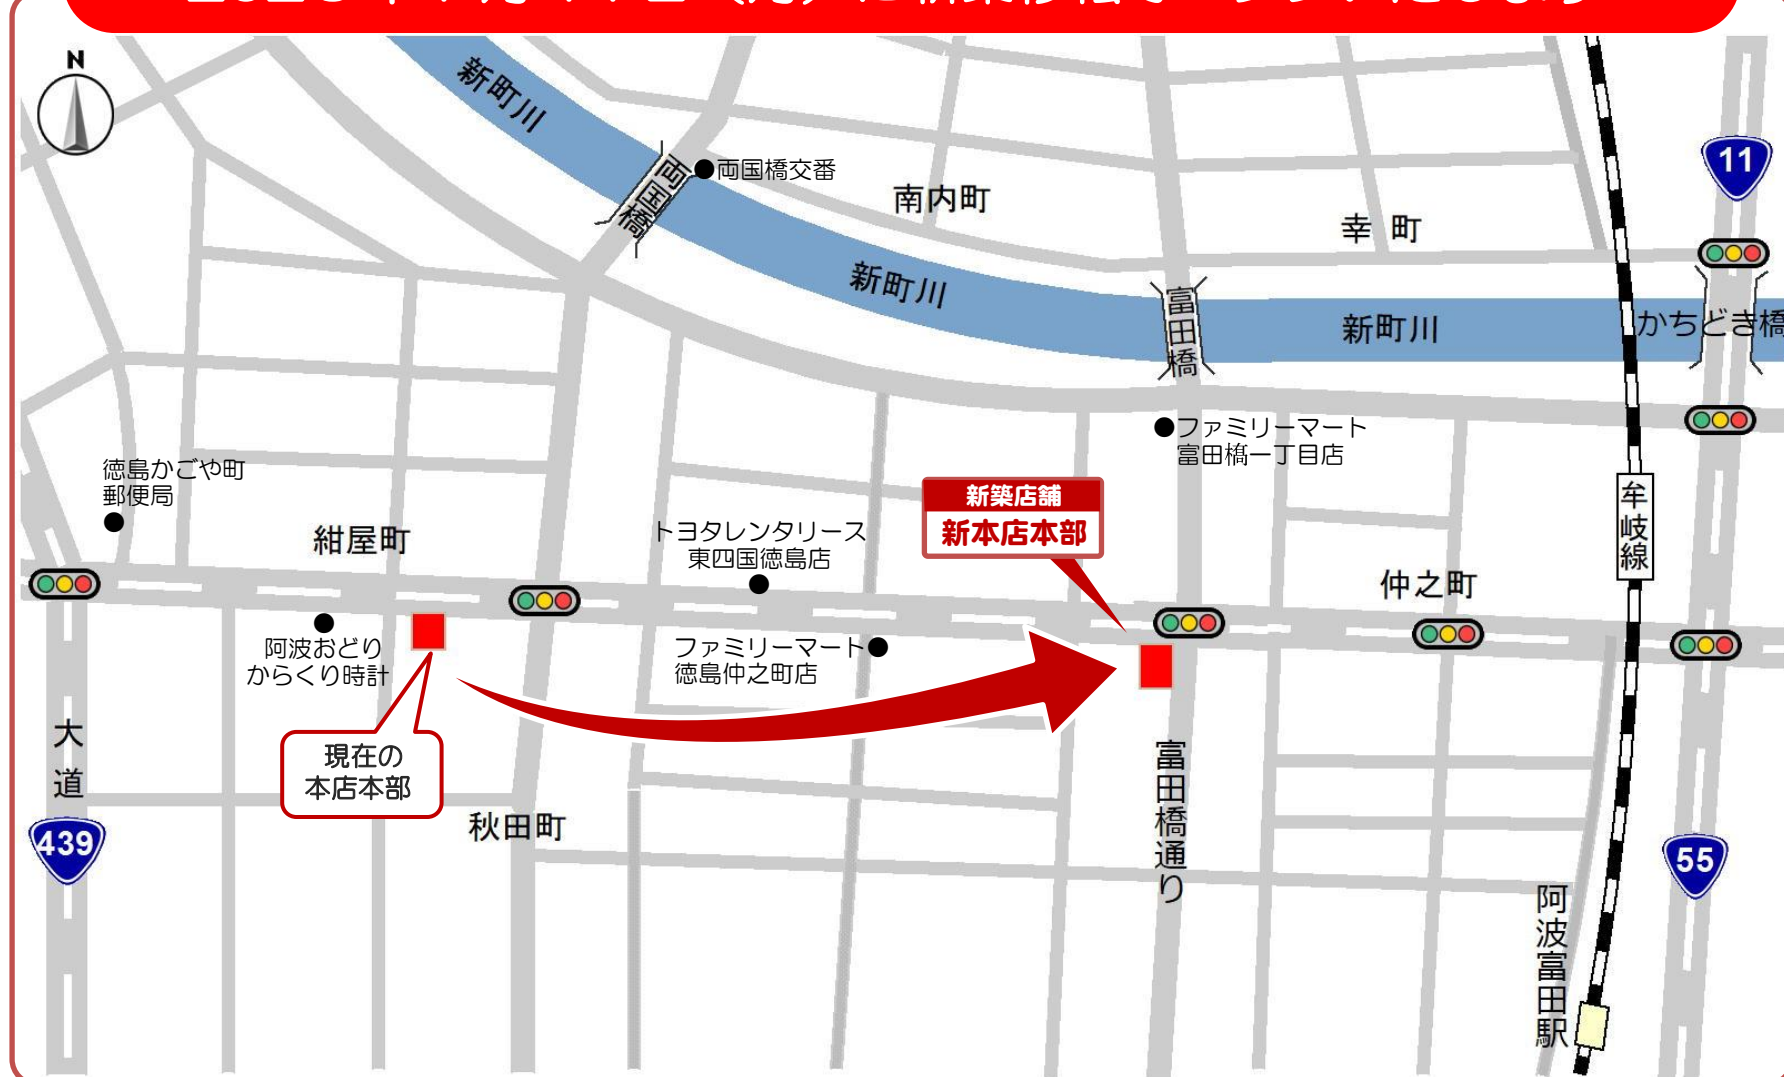 N
新町川
両国橋
両国橋交番
南内町
幸 町
11
新町川
富田橋
新町川
かちどき橋
ファミリーマート
富田橋一丁目店
徳島かごや町
郵便局
紺屋町
トヨタレンタリース
東四国徳島店
新築店舗
新本店本部
牟岐線
仲之町
阿波おどり
からくり時計
ファミリーマート
徳島仲之町店
現在の
本店本部
大道
439
秋田町
富田橋通り
55
阿波富田駅